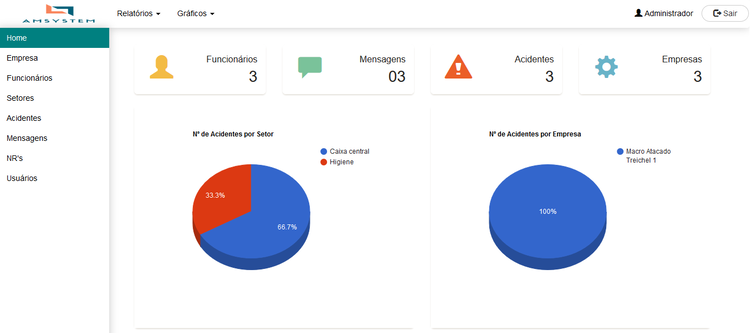 AMSYSTEM
Relatórios
Gráficos
Administrador
Sair
Home
Empresa
Funcionários
Setores
Acidentes
Mensagens
NR's
Usuários
Funcionários
3
Mensagens
03
Acidentes
3
Empresas
3
Nº de Acidentes por Setor
Caixa central
Higiene
33.3%
66.7%
Nº de Acidentes por Empresa
Macro Atacado
Treichel 1
100%